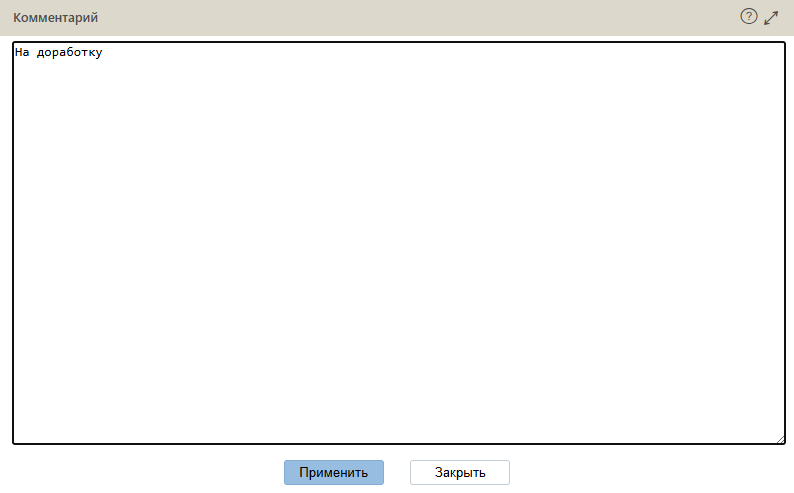 Комментарий
?
На доработку
Применить
Закрыть